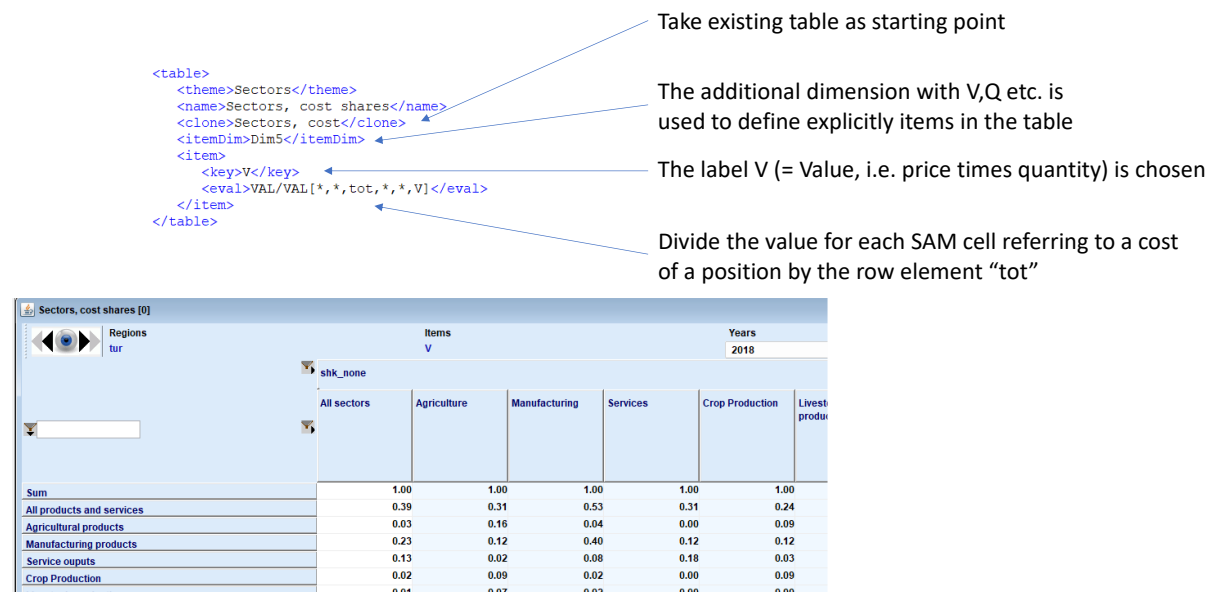 Take existing table as starting point
<table>
<theme>Sectors</theme>
<name>Sectors, cost shares</name>
<clone>Sectors, cost</clone>
<itemDim>Dim5</itemDim>
<item>
<key>V</key>
<eval>VAL/VAL[*,*,tot,*,*,V]</eval>
</item>
</table>
The additional dimension with V,Q etc. is
used to define explicitly items in the table
The label V (= Value, i.e. price times quantity) is chosen
Divide the value for each SAM cell referring to a cost
of a position by the row element “tot”
Sectors, cost shares [0]
Regions Items Years
tur V 2018
shk_none
All sectors Agriculture Manufacturing Services Crop Production
Sum 1.00 1.00 1.00 1.00 1.00
All products and services 0.39 0.31 0.53 0.31 0.24
Agricultural products 0.03 0.16 0.04 0.00 0.09
Manufacturing products 0.23 0.12 0.40 0.12 0.12
Service ouputs 0.13 0.02 0.08 0.18 0.03
Crop Production 0.02 0.09 0.02 0.00 0.09